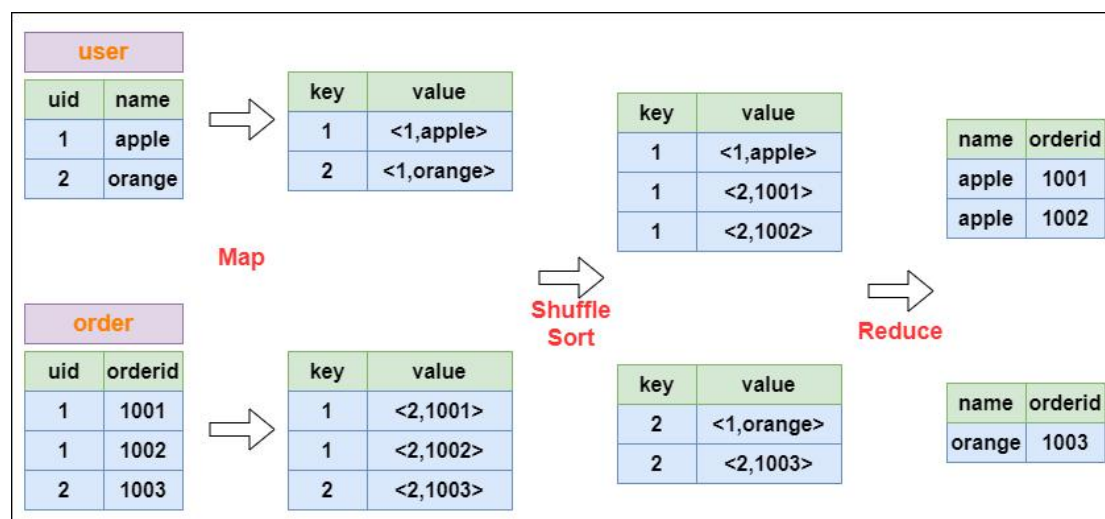 user
uid name
1 apple
2 orange
key value
1 <1,apple>
2 <1,orange>
Map
order
uid orderid
1 1001
1 1002
2 1003
key value
1 <2,1001>
1 <2,1002>
2 <2,1003>
Shuffle
Sort
key value
1 <1,apple>
1 <2,1001>
1 <2,1002>
key value
2 <1,orange>
2 <2,1003>
Reduce
name orderid
apple 1001
apple 1002
name orderid
orange 1003